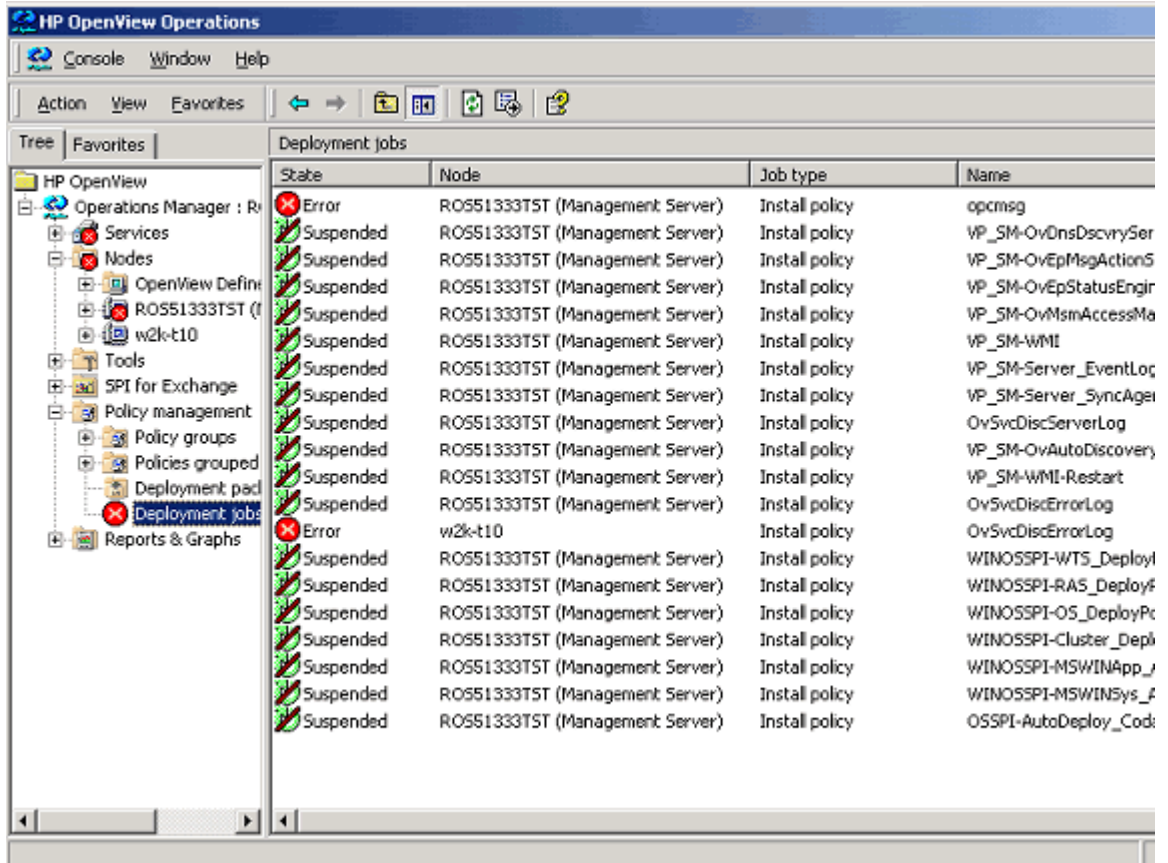 HP OpenView Operations
Console Window Help
Action View Favorites
Tree Favorites
HP OpenView
Operations Manager : R
Services
Nodes
OpenView Define
ROS51333TST (
w2k-t10
Tools
SPI for Exchange
Policy management
Policy groups
Policies grouped
Deployment pack
Deployment jobs
Reports & Graphs
Deployment jobs
State Node Job type Name
Error ROS51333TST (Management Server) Install policy opcmsg
Suspended ROS51333TST (Management Server) Install policy VP_SM-OvDnsDscvrySer
Suspended ROS51333TST (Management Server) Install policy VP_SM-OvEpMsgActionS
Suspended ROS51333TST (Management Server) Install policy VP_SM-OvEpStatusEngin
Suspended ROS51333TST (Management Server) Install policy VP_SM-OvMsmAccessMa
Suspended ROS51333TST (Management Server) Install policy VP_SM-WMI
Suspended ROS51333TST (Management Server) Install policy VP_SM-Server_EventLog
Suspended ROS51333TST (Management Server) Install policy VP_SM-Server_SyncAger
Suspended ROS51333TST (Management Server) Install policy OvSvcDiscServerLog
Suspended ROS51333TST (Management Server) Install policy VP_SM-OvAutoDiscovery
Suspended ROS51333TST (Management Server) Install policy VP_SM-WMI-Restart
Suspended ROS51333TST (Management Server) Install policy OvSvcDiscErrorLog
Error w2k-t10 Install policy OvSvcDiscErrorLog
Suspended ROS51333TST (Management Server) Install policy WINOSSPI-WTS_Deploy
Suspended ROS51333TST (Management Server) Install policy WINOSSPI-RAS_DeployP
Suspended ROS51333TST (Management Server) Install policy WINOSSPI-OS_DeployPo
Suspended ROS51333TST (Management Server) Install policy WINOSSPI-Cluster_Depl
Suspended ROS51333TST (Management Server) Install policy WINOSSPI-MSWINApp_A
Suspended ROS51333TST (Management Server) Install policy WINOSSPI-MSWINSys_A
Suspended ROS51333TST (Management Server) Install policy OSSPI-AutoDeploy_Coda